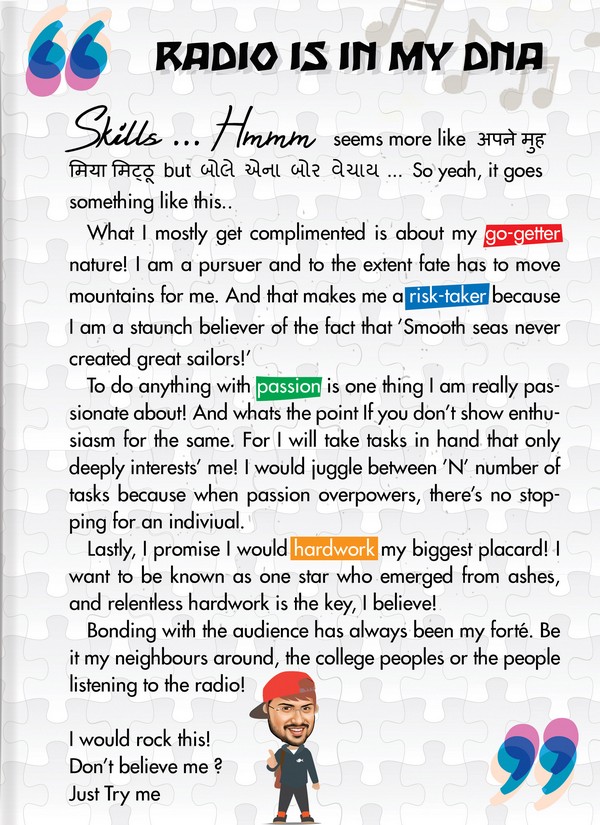 RADIO IS IN MY DNA
Skills ... Hmmm seems more like अपने मुह
मिया मिट्ठू but બોલે એના બોર વેચાય ... So yeah, it goes
something like this..
What I mostly get complimented is about my go-getter
nature! I am a pursuer and to the extent fate has to move
mountains for me. And that makes me a risk-taker because
I am a staunch believer of the fact that 'Smooth seas never
created great sailors!'
To do anything with passion is one thing I am really pas-
sionate about! And whats the point If you don't show enthu-
siasm for the same. For I will take tasks in hand that only
deeply interests' me! I would juggle between 'N' number of
tasks because when passion overpowers, there's no stop-
ping for an indiviual.
Lastly, I promise I would hardwork my biggest placard! I
want to be known as one star who emerged from ashes,
and relentless hardwork is the key, I believe!
Bonding with the audience has always been my forté. Be
it my neighbours around, the college peoples or the people
listening to the radio!
I would rock this!
Don't believe me ?
Just Try me